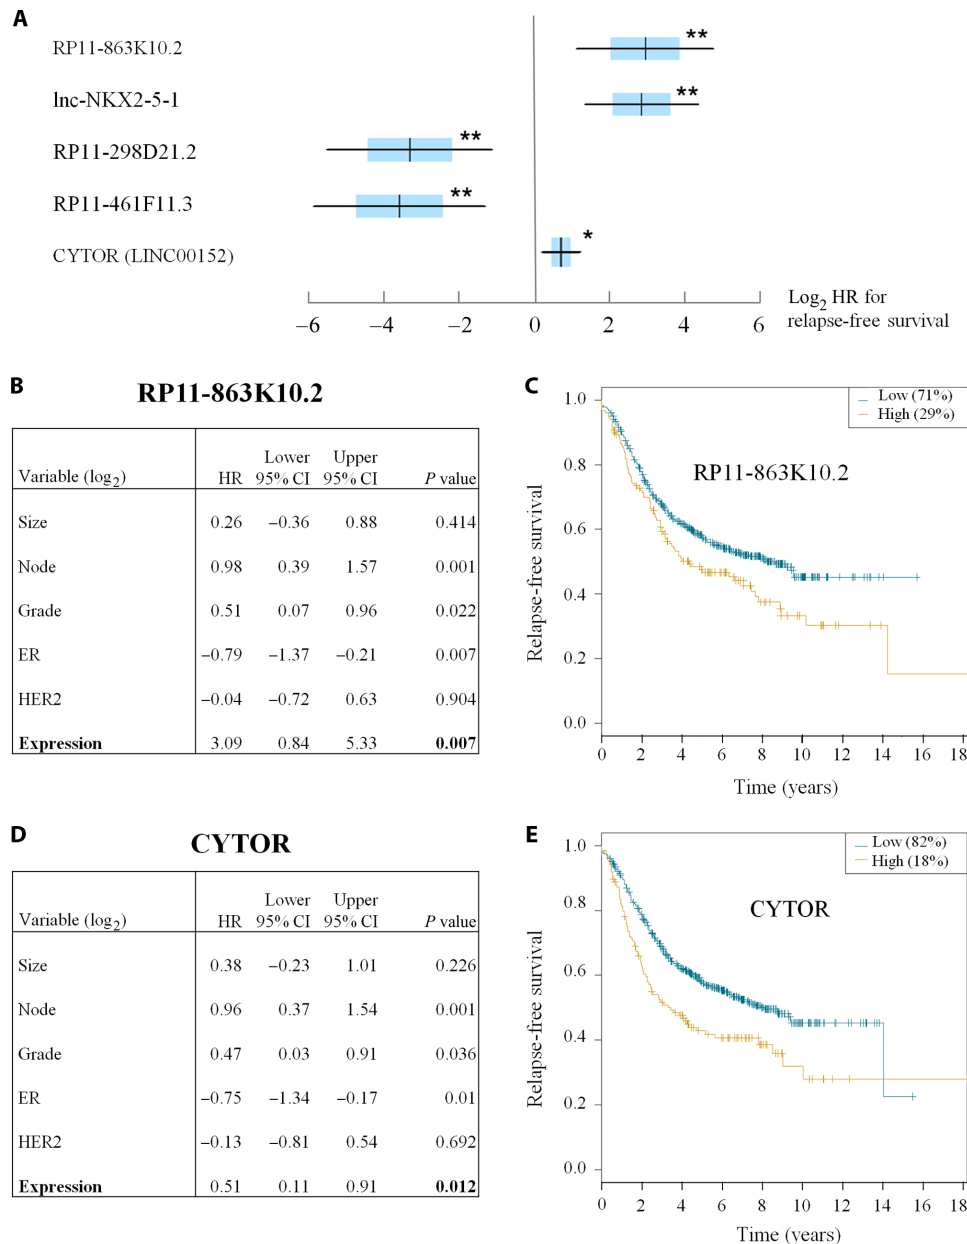 A
RP11-863K10.2
**
lnc-NKX2-5-1
**
RP11-298D21.2
**
RP11-461F11.3
**
CYTOR (LINC00152)
*
−6 −4 −2 0 2 4 6
Log2 HR for
relapse-free survival
B
RP11-863K10.2
Variable (log2) HR Lower 95% CI Upper 95% CI P value
Size 0.26 −0.36 0.88 0.414
Node 0.98 0.39 1.57 0.001
Grade 0.51 0.07 0.96 0.022
ER −0.79 −1.37 −0.21 0.007
HER2 −0.04 −0.72 0.63 0.904
Expression 3.09 0.84 5.33 0.007
C
Low (71%)
High (29%)
RP11-863K10.2
Relapse-free survival
1.0
0.8
0.6
0.4
0.2
0.0
0 2 4 6 8 10 12 14 16 18
Time (years)
D
CYTOR
Variable (log2) HR Lower 95% CI Upper 95% CI P value
Size 0.38 −0.23 1.01 0.226
Node 0.96 0.37 1.54 0.001
Grade 0.47 0.03 0.91 0.036
ER −0.75 −1.34 −0.17 0.01
HER2 −0.13 −0.81 0.54 0.692
Expression 0.51 0.11 0.91 0.012
E
Low (82%)
High (18%)
CYTOR
Relapse-free survival
1.0
0.8
0.6
0.4
0.2
0.0
0 2 4 6 8 10 12 14 16 18
Time (years)